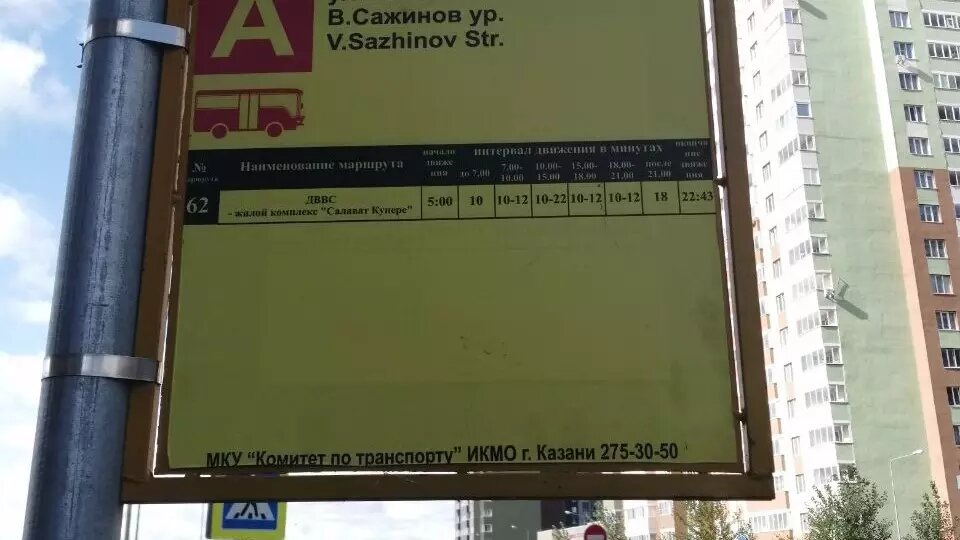 А
В.Сажинов ур.
V.Sazhinov Str.
№ маршрута Наименование маршрута начало движения интервал движения в минутах окончание движения
до 7,00 7.00-10.00 10.00-15.00 15.00-18.00 18.00-21.00 после 21.00
62 ДВВС - жалой комплекс "Салават Купере" 5:00 10 10-12 10-22 10-12 10-12 18 22:43
МКУ “Комитет по транспорту” ИКМО г. Казани 275-30-50